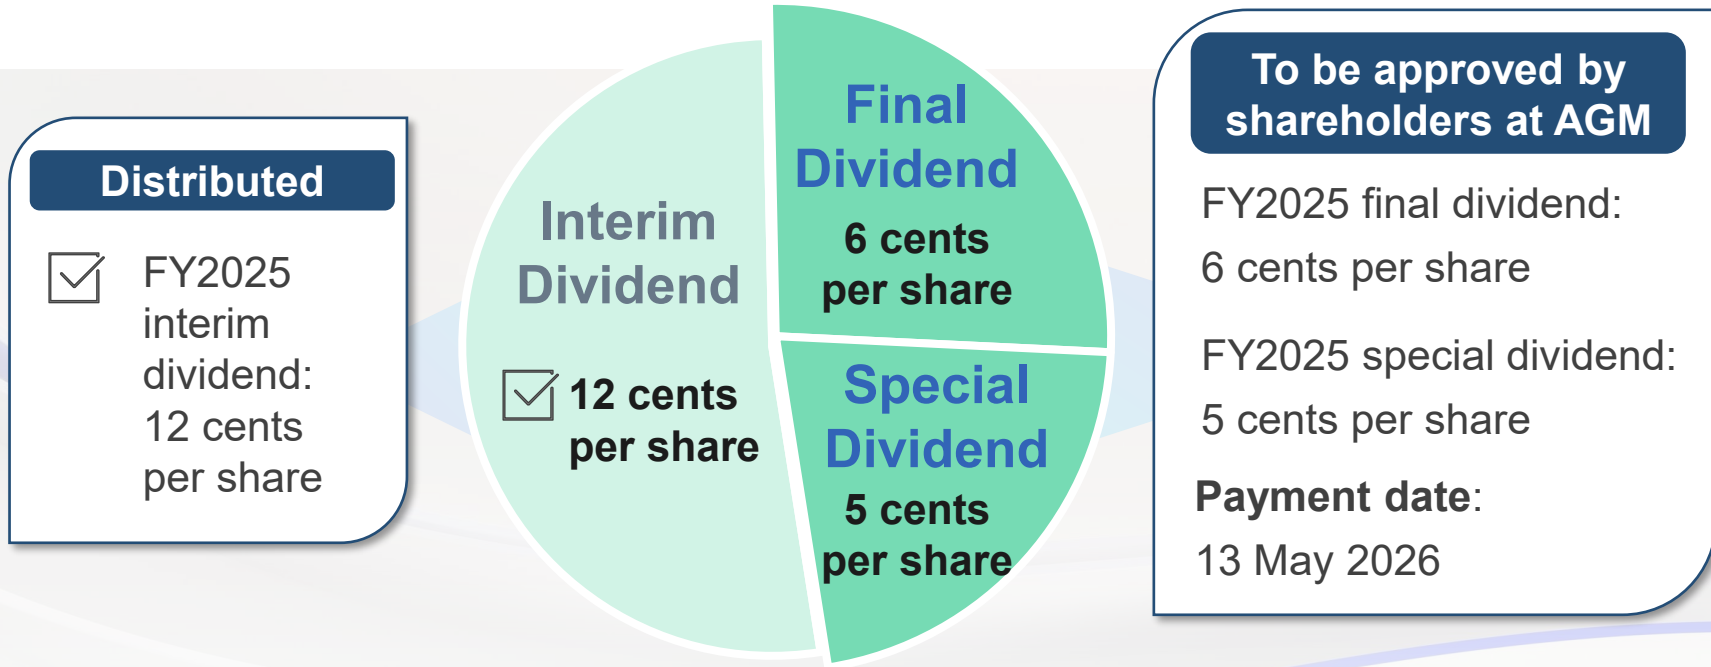 Distributed
FY2025
interim
dividend:
12 cents
per share
Interim
Dividend
12 cents
per share
Final
Dividend
6 cents
per share
Special
Dividend
5 cents
per share
To be approved by
shareholders at AGM
FY2025 final dividend:
6 cents per share
FY2025 special dividend:
5 cents per share
Payment date:
13 May 2026